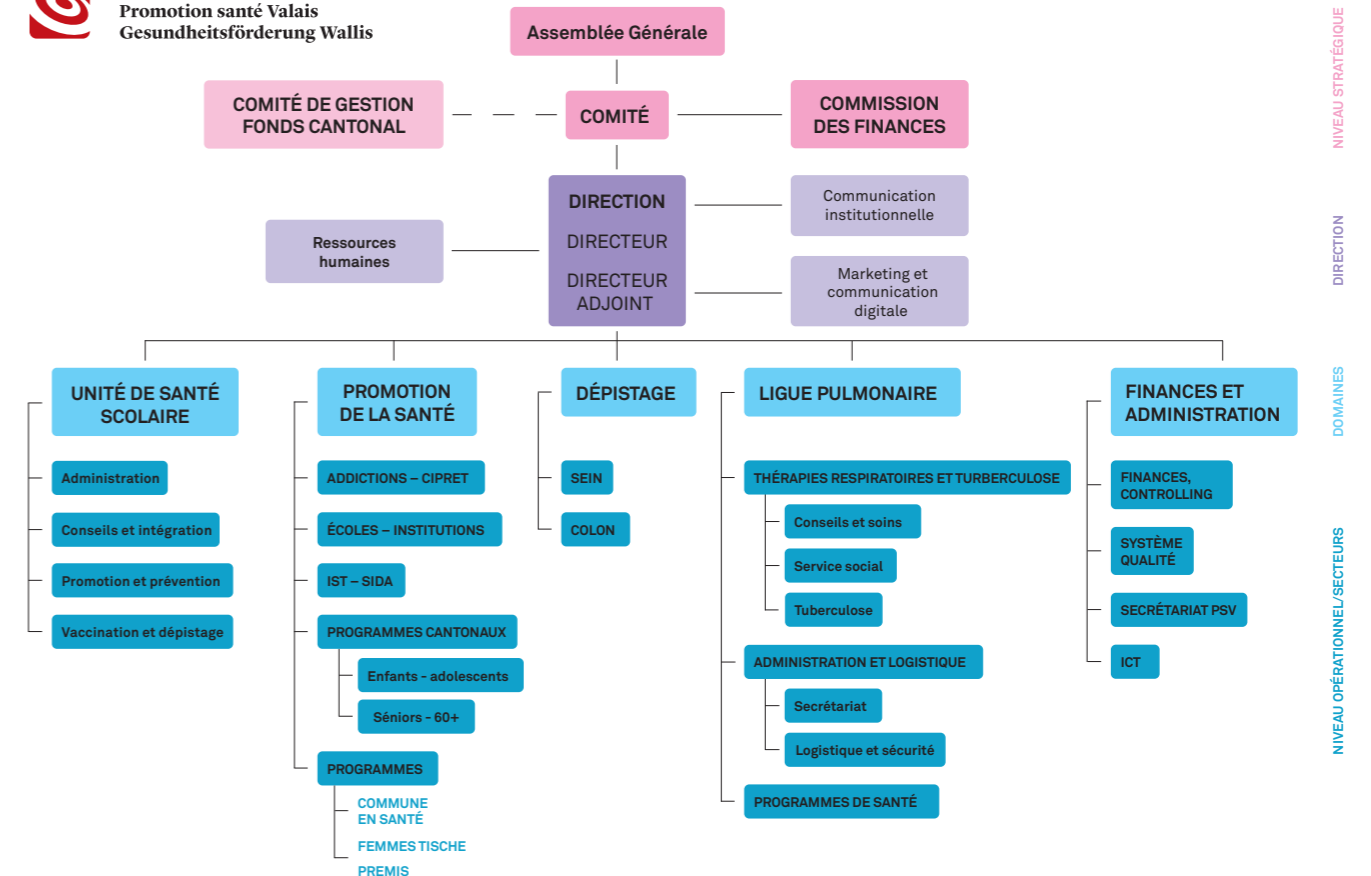 Promotion santé Valais
Gesundheitsförderung Wallis
Assemblée Générale
COMITÉ DE GESTION
FONDS CANTONAL
COMITÉ
COMMISSION
DES FINANCES
DIRECTION
DIRECTEUR
DIRECTEUR
ADJOINT
Communication
institutionnelle
Ressources
humaines
Marketing et
communication
digitale
UNITÉ DE SANTÉ
SCOLAIRE
Administration
Conseils et intégration
Promotion et prévention
Vaccination et dépistage
PROMOTION
DE LA SANTÉ
ADDICTIONS – CIPRET
ÉCOLES – INSTITUTIONS
IST – SIDA
PROGRAMMES CANTONAUX
Enfants - adolescents
Séniors - 60+
PROGRAMMES
COMMUNE
EN SANTÉ
FEMMES TISCHE
PREMIS
DÉPISTAGE
SEIN
COLON
LIGUE PULMONAIRE
THÉRAPIES RESPIRATOIRES ET TURBERCULOSE
Conseils et soins
Service social
Tuberculose
ADMINISTRATION ET LOGISTIQUE
Secrétariat
Logistique et sécurité
PROGRAMMES DE SANTÉ
FINANCES ET
ADMINISTRATION
FINANCES,
CONTROLLING
SYSTÈME
QUALITÉ
SECRÉTARIAT PSV
ICT
NIVEAU STRATÉGIQUE
DIRECTION
DOMAINES
NIVEAU OPÉRATIONNEL/SECTEURS